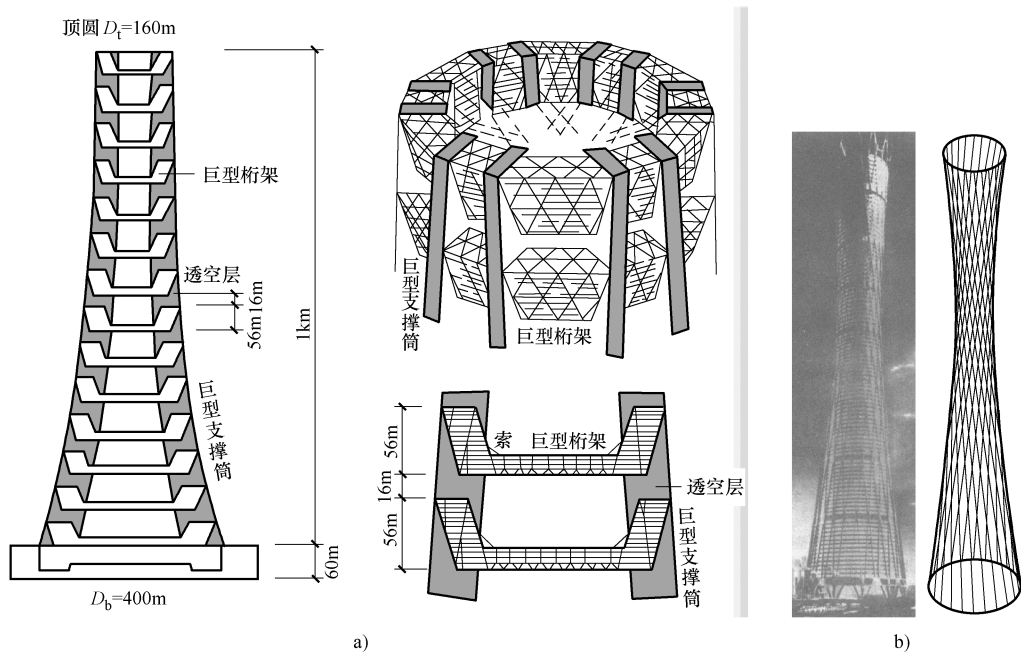 顶圆 Dt=160m
巨型桁架
透空层
56m 16m
1km
巨型支撑筒
60m
Db=400m
巨型支撑筒
巨型桁架
56m
16m
56m
索 巨型桁架
透空层
巨型支撑筒
a)
b)